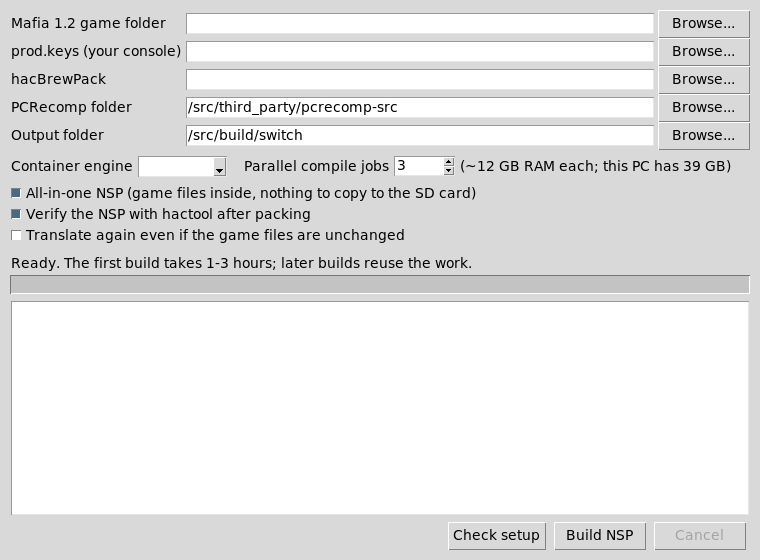 Mafia 1.2 game folder Browse...
prod.keys (your console) Browse...
hacBrewPack Browse...
PCRecomp folder /src/third_party/pcrecomp-src Browse...
Output folder /src/build/switch Browse...
Container engine Parallel compile jobs 3 (~12 GB RAM each; this PC has 39 GB)
All-in-one NSP (game files inside, nothing to copy to the SD card)
Verify the NSP with hactool after packing
Translate again even if the game files are unchanged
Ready. The first build takes 1-3 hours; later builds reuse the work.
Check setup Build NSP Cancel